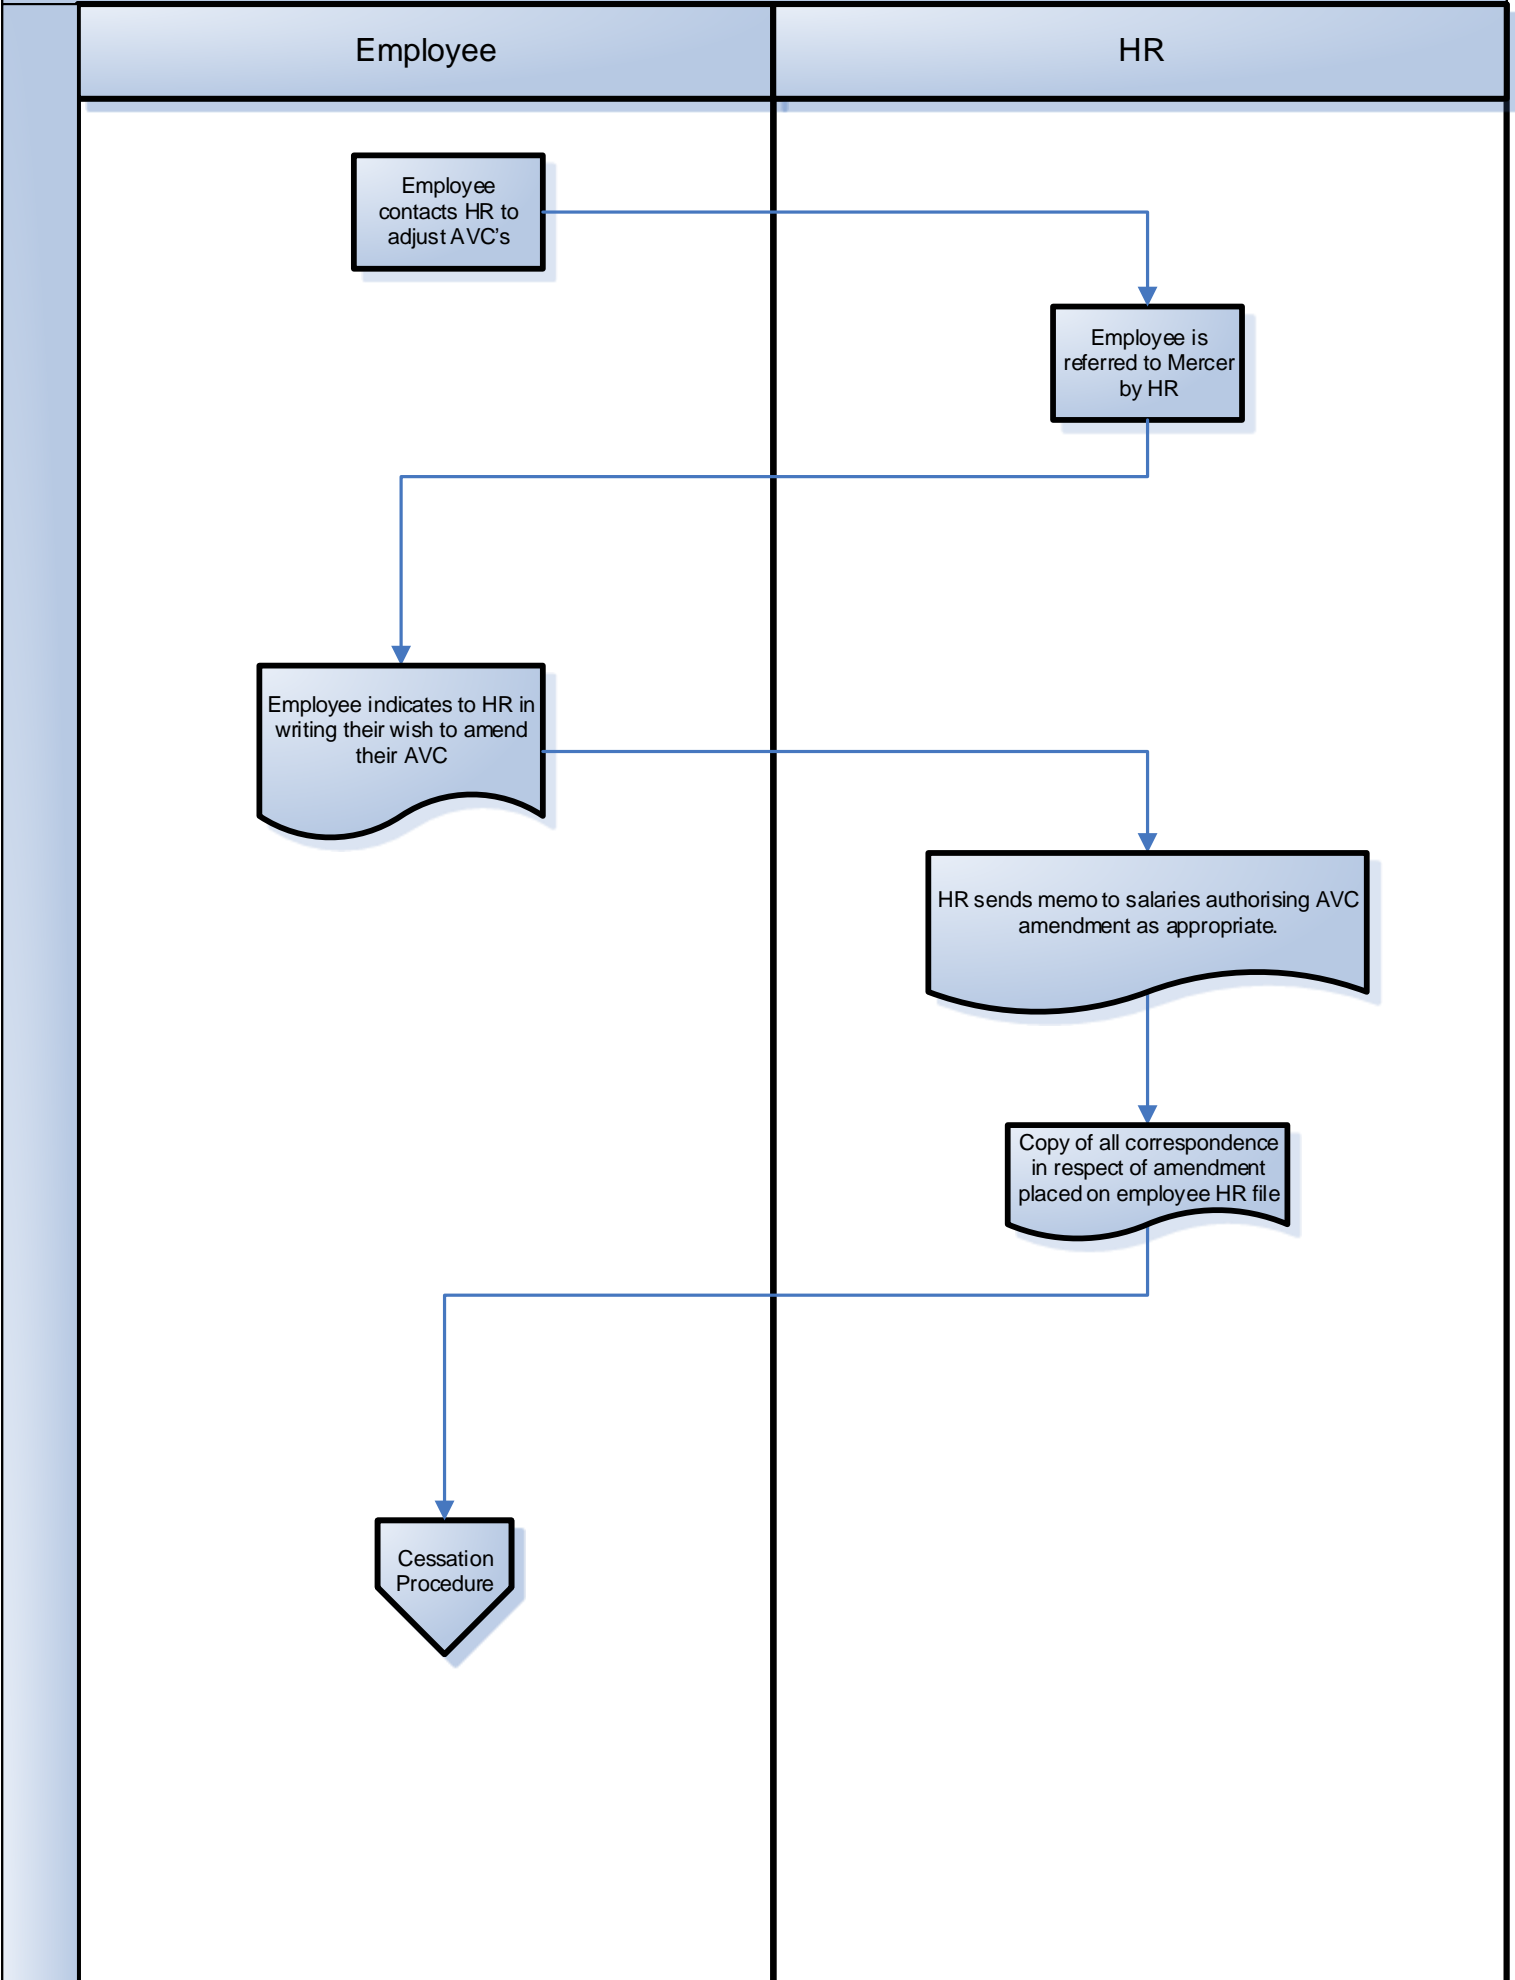 Employee
HR
Employee
contacts HR to
adjust AVC's
Employee is
referred to Mercer
by HR
Employee indicates to HR in
writing their wish to amend
their AVC
HR sends memo to salaries authorising AVC
amendment as appropriate.
Copy of all correspondence
in respect of amendment
placed on employee HR file
Cessation
Procedure